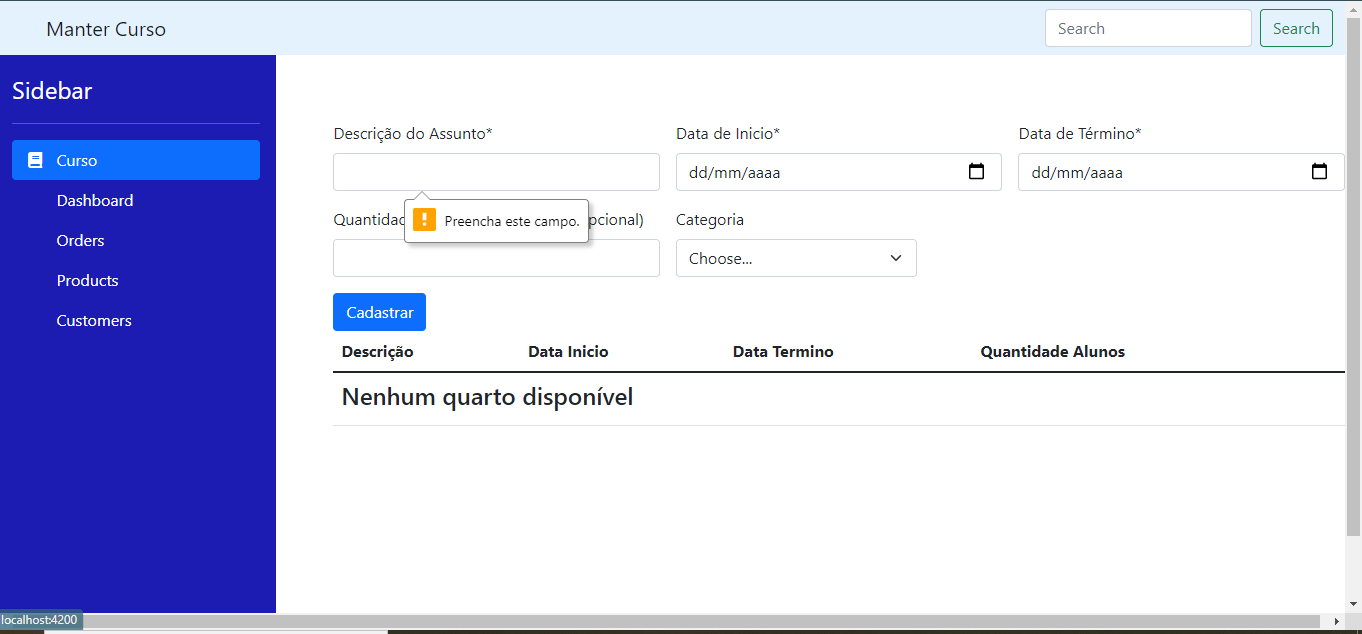 Manter Curso
Search
Search
Sidebar
Curso
Dashboard
Orders
Products
Customers
Descrição do Assunto*
Data de Inicio*
Data de Término*
dd/mm/aaaa
dd/mm/aaaa
Preencha este campo.
Categoria
Choose...
Cadastrar
Descrição
Data Inicio
Data Termino
Quantidade Alunos
Nenhum quarto disponível
localhost:4200